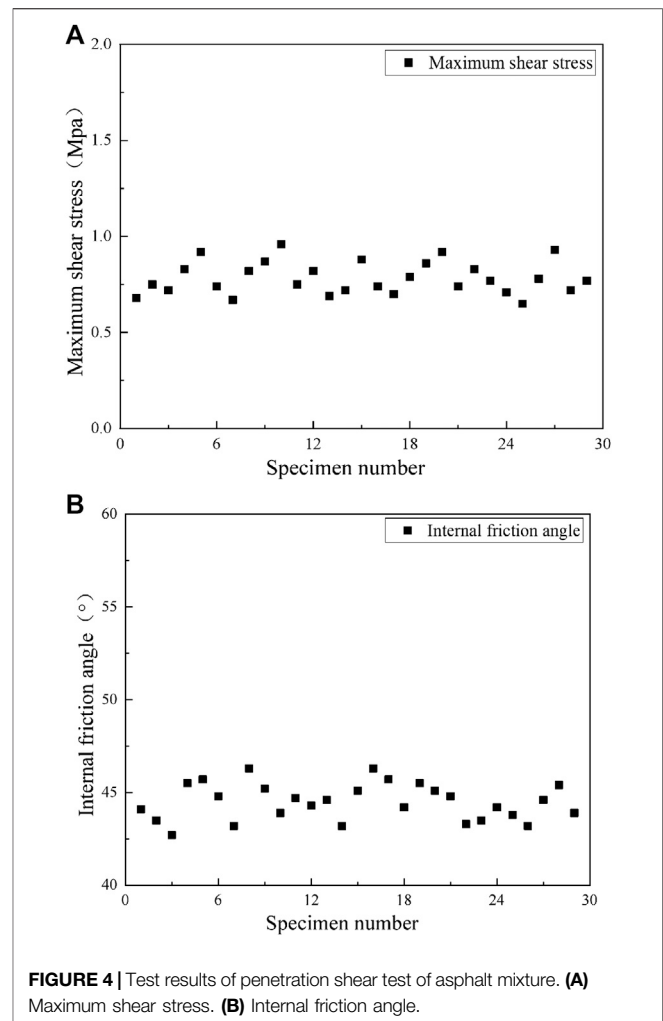 A
2.0
1.5
1.0
0.5
0.0
Maximum shear stress（Mpa）
Maximum shear stress
0 6 12 18 24 30
Specimen number
B
60
55
50
45
40
Internal friction angle（°）
Internal friction angle
0 6 12 18 24 30
Specimen number
FIGURE 4 | Test results of penetration shear test of asphalt mixture. (A)
Maximum shear stress. (B) Internal friction angle.